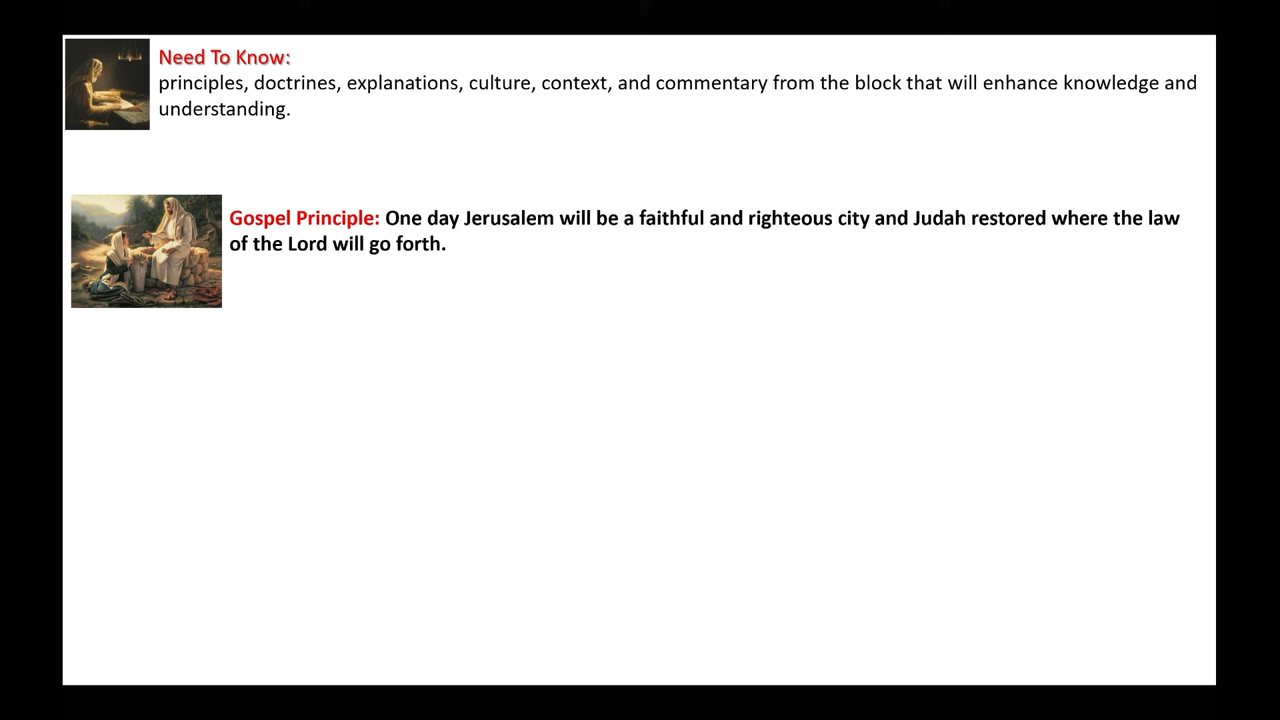 Need To Know:
principles, doctrines, explanations, culture, context, and commentary from the block that will enhance knowledge and
understanding.
Gospel Principle: One day Jerusalem will be a faithful and righteous city and Judah restored where the law
of the Lord will go forth.